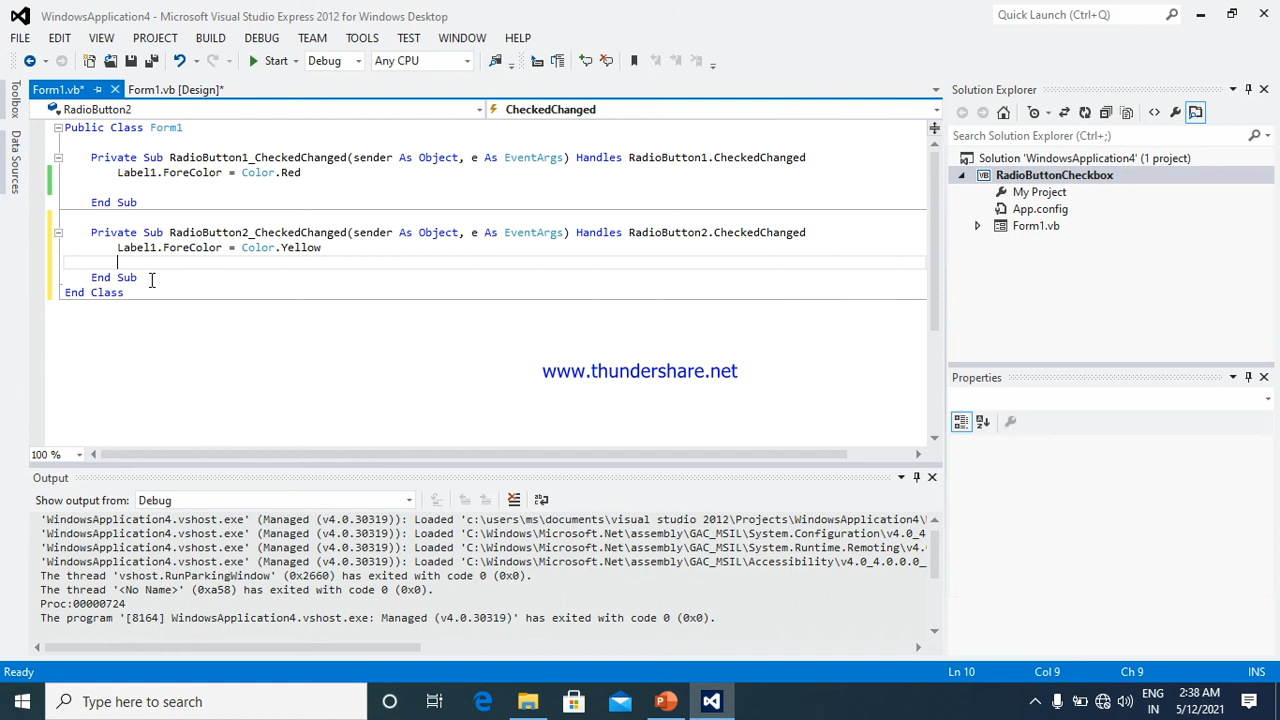 WindowsApplication4 - Microsoft Visual Studio Express 2012 for Windows Desktop
Quick Launch (Ctrl+Q)
FILE EDIT VIEW PROJECT BUILD DEBUG TEAM TOOLS TEST WINDOW HELP
Start Debug Any CPU
Toolbox
Data Sources
Form1.vb* Form1.vb [Design]*
RadioButton2 CheckedChanged
Public Class Form1
Private Sub RadioButton1_CheckedChanged(sender As Object, e As EventArgs) Handles RadioButton1.CheckedChanged
Label1.ForeColor = Color.Red
End Sub
Private Sub RadioButton2_CheckedChanged(sender As Object, e As EventArgs) Handles RadioButton2.CheckedChanged
Label1.ForeColor = Color.Yellow
End Sub
End Class
www.thundershare.net
100 %
Solution Explorer
Search Solution Explorer (Ctrl+;)
Solution 'WindowsApplication4' (1 project)
VB RadioButtonCheckbox
My Project
App.config
Form1.vb
Properties
Output
Show output from: Debug
'WindowsApplication4.vshost.exe' (Managed (v4.0.30319)): Loaded 'c:\users\ms\documents\visual studio 2012\Projects\WindowsApplication4\
'WindowsApplication4.vshost.exe' (Managed (v4.0.30319)): Loaded 'C:\Windows\Microsoft.Net\assembly\GAC_MSIL\System.Configuration\v4.0_4
'WindowsApplication4.vshost.exe' (Managed (v4.0.30319)): Loaded 'C:\Windows\Microsoft.Net\assembly\GAC_MSIL\System.Runtime.Remoting\v4.
'WindowsApplication4.vshost.exe' (Managed (v4.0.30319)): Loaded 'C:\Windows\Microsoft.Net\assembly\GAC_MSIL\Accessibility\v4.0_4.0.0.0_
The thread 'vshost.RunParkingWindow' (0x2660) has exited with code 0 (0x0).
The thread '<No Name>' (0xa58) has exited with code 0 (0x0).
Proc:00000724
The program '[8164] WindowsApplication4.vshost.exe: Managed (v4.0.30319)' has exited with code 0 (0x0).
Ready Ln 10 Col 9 Ch 9 INS
Type here to search
ENG
IN
2:38 AM
5/12/2021